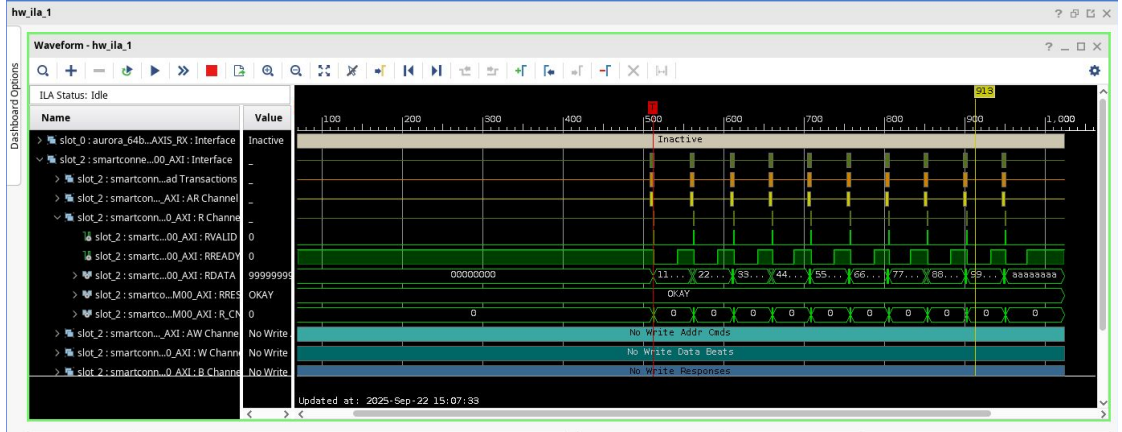 hw_ila_1
Dashboard Options
Waveform - hw_ila_1
ILA Status: Idle
Name Value
913
100 200 300 400 500 600 700 800 900 1,000
slot_0 : aurora_64b...AXIS_RX : Interface Inactive Inactive
slot_2 : smartconne...00_AXI : Interface _
slot_2 : smartconn...ad Transactions _
slot_2 : smartconn..._AXI : AR Channel _
slot_2 : smartconn...0_AXI : R Channe _
slot_2 : smartc...00_AXI : RVALID 0
slot_2 : smartc...00_AXI : RREADY 0
slot_2 : smartc...00_AXI : RDATA 99999999 00000000 11... 22... 33... 44... 55... 66... 77... 88... 99... aaaaaaaa
slot_2 : smartco...M00_AXI : RRES OKAY OKAY
slot_2 : smartco...M00_AXI : R_CN 0 0 0 0 0 0 0 0 0 0 0 0
slot_2 : smartconn..._AXI : AW Channe No Write No Write Addr Cmds
slot_2 : smartconn...0_AXI : W Channe No Write No Write Data Beats
slot_2 : smartconn...0_AXI : B Channe No Write No Write Responses
Updated at: 2025-Sep-22 15:07:33